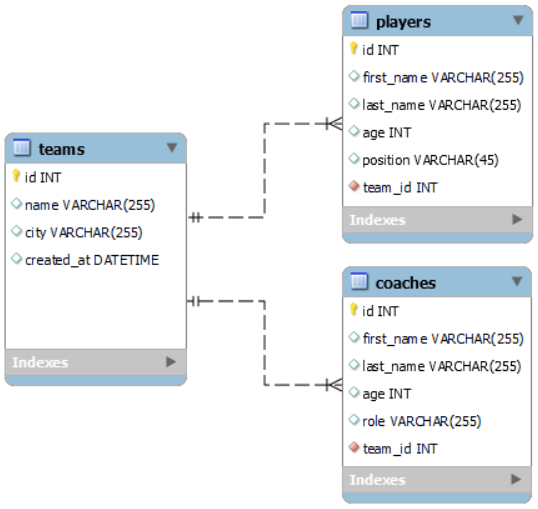 teams
id INT
name VARCHAR(255)
city VARCHAR(255)
created_at DATETIME
Indexes
players
id INT
first_name VARCHAR(255)
last_name VARCHAR(255)
age INT
position VARCHAR(45)
team_id INT
Indexes
coaches
id INT
first_name VARCHAR(255)
last_name VARCHAR(255)
age INT
role VARCHAR(255)
team_id INT
Indexes